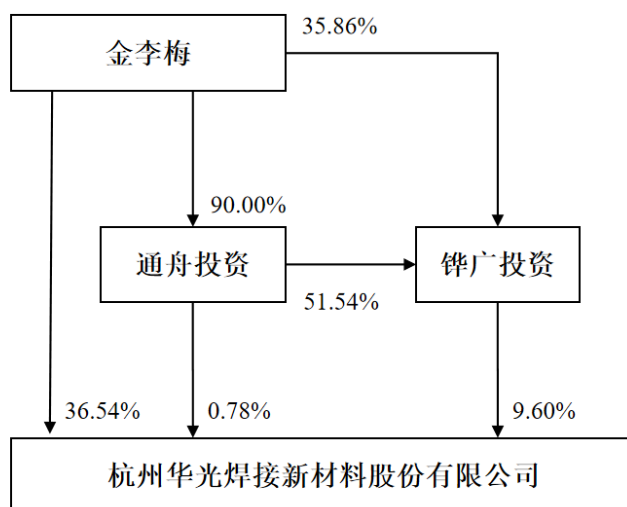 35.86%
金李梅
90.00%
通舟投资
铧广投资
51.54%
36.54%
0.78%
9.60%
杭州华光焊接新材料股份有限公司